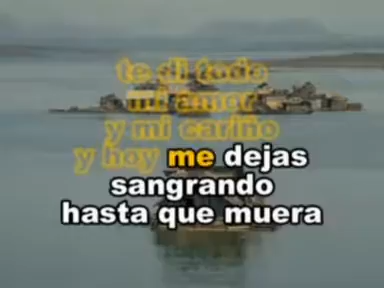 te di todo
mi amor
y mi cariño
y hoy me dejas
sangrando
hasta que muera